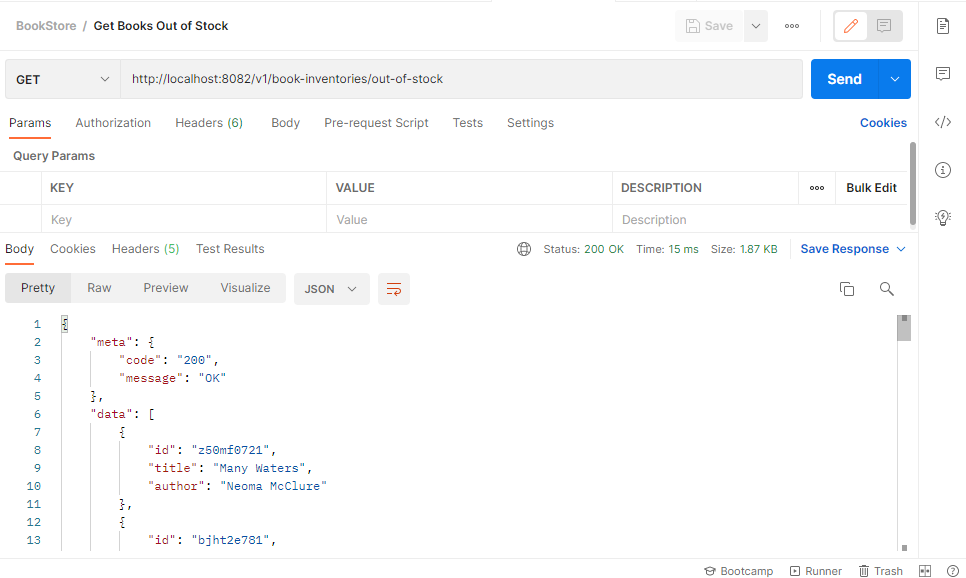 BookStore / Get Books Out of Stock
Save
GET http://localhost:8082/v1/book-inventories/out-of-stock Send
Params Authorization Headers (6) Body Pre-request Script Tests Settings Cookies
Query Params
KEY VALUE DESCRIPTION Bulk Edit
Key Value Description
Body Cookies Headers (5) Test Results Status: 200 OK Time: 15 ms Size: 1.87 KB Save Response
Pretty Raw Preview Visualize JSON
1 {
2 "meta": {
3 "code": "200",
4 "message": "OK"
5 },
6 "data": [
7 {
8 "id": "z50mf0721",
9 "title": "Many Waters",
10 "author": "Neoma McClure"
11 },
12 {
13 "id": "bjht2e781",
Bootcamp Runner Trash